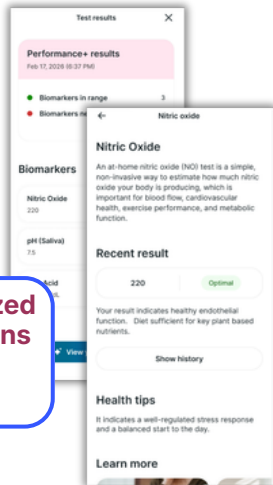 Test results
Performance+ results
Feb 17, 2026 (6:37 PM)
Biomarkers in range 3
Biomarkers
Biomarkers
Nitric Oxide
220
pH (Saliva)
7.5
Acid
View
Nitric oxide
Nitric Oxide
An at-home nitric oxide (NO) test is a simple,
non-invasive way to estimate how much nitric
oxide your body is producing, which is
important for blood flow, cardiovascular
health, exercise performance, and metabolic
function.
Recent result
220 Optimal
Your result indicates healthy endothelial
function. Diet sufficient for key plant based
nutrients.
Show history
Health tips
It indicates a well-regulated stress response
and a balanced start to the day.
Learn more